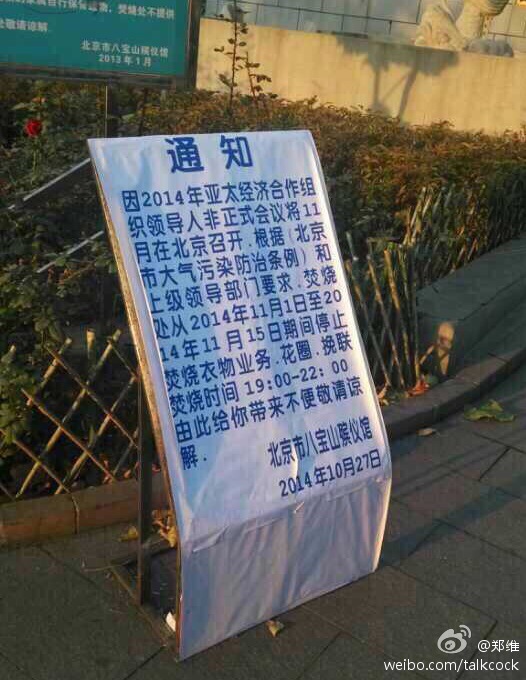 自行保管
焚烧处不提供
敬请谅解.
北京市八宝山殡仪馆
2013年1月
通知
因2014年亚太经济合作组
织领导人非正式会议将11
月在北京召开.根据(北京
市大气污染防治条例)和
上级领导部门要求.焚烧
处从2014年11月1日至20
14年11月15日期间停止
焚烧衣物业务.花圈.挽联
焚烧时间19:00-22:00
由此给你带来不便敬请谅
解.
北京市八宝山殡仪馆
2014年10月27日
@郑维
weibo.com/talkcock